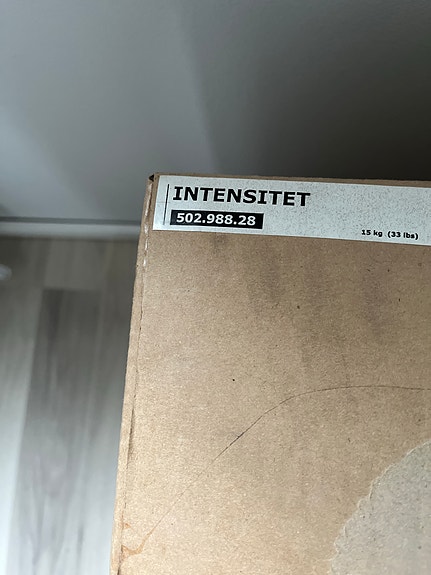 INTENSITET
502.988.28
15 kg (33 lbs)